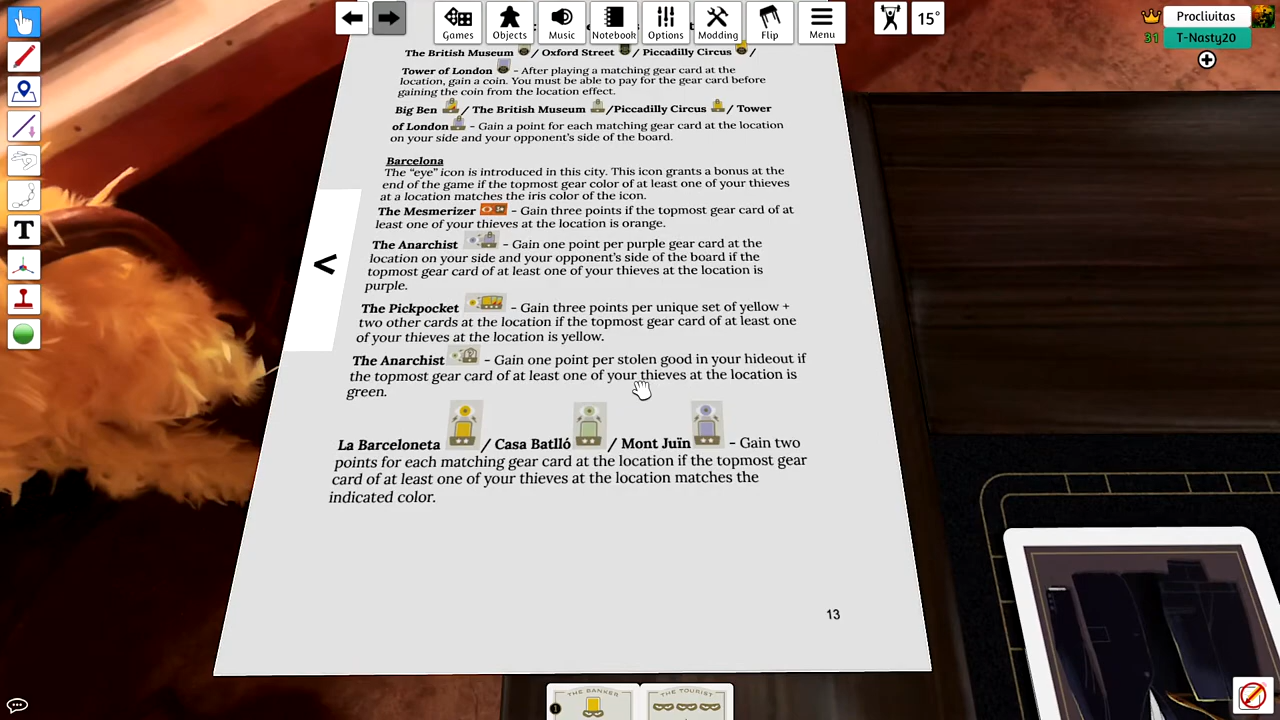 Games
Objects
Music
Notebook
Options
Modding
Flip
Menu
15°
Proclivitas
31 T-Nasty20
The British Museum / Oxford Street / Piccadilly Circus /
Tower of London - After playing a matching gear card at the
location, gain a coin. You must be able to pay for the gear card before
gaining the coin from the location effect.
Big Ben / The British Museum /Piccadilly Circus / Tower
of London - Gain a point for each matching gear card at the location
on your side and your opponent's side of the board.
Barcelona
The "eye" icon is introduced in this city. This icon grants a bonus at the
end of the game if the topmost gear color of at least one of your thieves
at a location matches the iris color of the icon.
The Mesmerizer - Gain three points if the topmost gear card of at
least one of your thieves at the location is orange.
The Anarchist - Gain one point per purple gear card at the
location on your side and your opponent's side of the board if the
topmost gear card of at least one of your thieves at the location is
purple.
The Pickpocket - Gain three points per unique set of yellow +
two other cards at the location if the topmost gear card of at least one
of your thieves at the location is yellow.
The Anarchist - Gain one point per stolen good in your hideout if
the topmost gear card of at least one of your thieves at the location is
green.
La Barceloneta / Casa Batlló / Mont Juïn - Gain two
points for each matching gear card at the location if the topmost gear
card of at least one of your thieves at the location matches the
indicated color.
<
13
T
THE BANKER
1
THE TOURIST